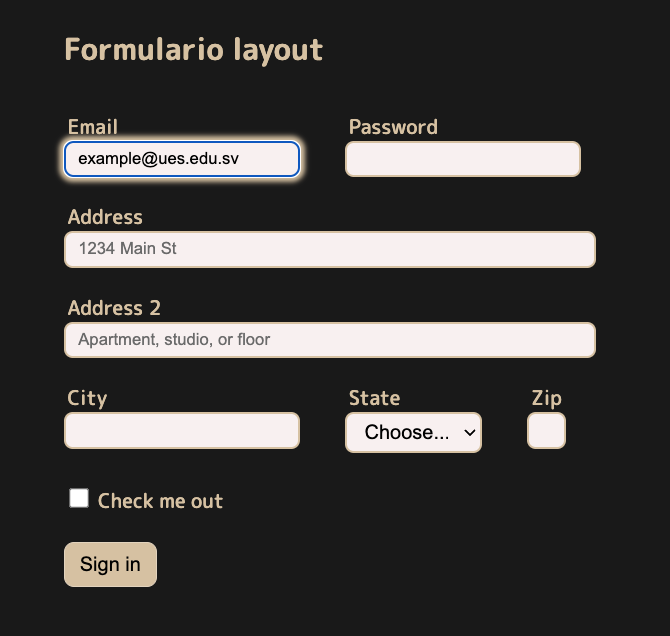 Formulario layout
Email Password
example@ues.edu.sv
Address
1234 Main St
Address 2
Apartment, studio, or floor
City State Zip
Choose...
Check me out
Sign in